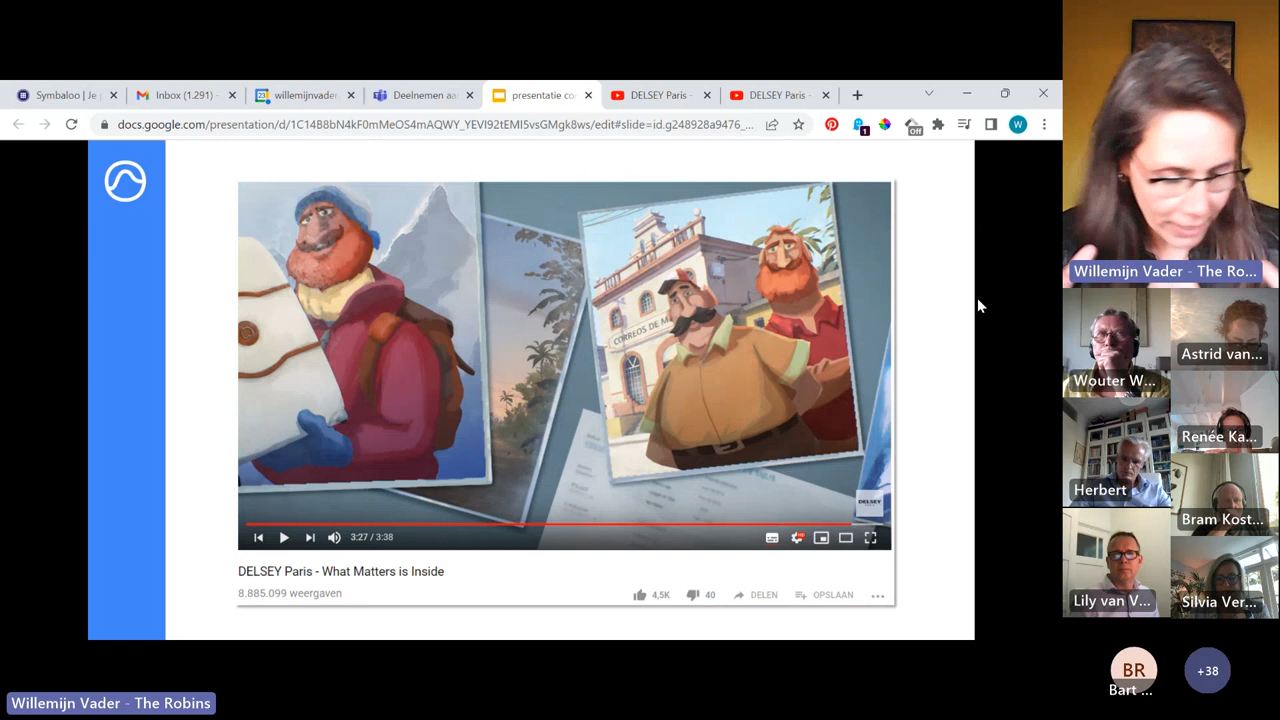 Symbaloo | Je
Inbox (1.291) -
willemijnvader
Deelnemen aa
presentatie co
DELSEY Paris -
DELSEY Paris -
docs.google.com/presentation/d/1C14B8bN4kF0mMeOS4mAQWY_YEVI92tEMI5vsGMgk8ws/edit#slide=id.g248928a9476_...
1
Off
W
CORREOS DE M
DELSEY
PARIS
3:27 / 3:38
DELSEY Paris - What Matters is Inside
8.885.099 weergaven
4,5K
40
DELEN
OPSLAAN
Willemijn Vader - The Ro...
Wouter W...
Astrid van...
Renée Ka...
Herbert
Bram Kost...
Lily van V...
Silvia Ver...
BR
+38
Bart ...
Willemijn Vader - The Robins